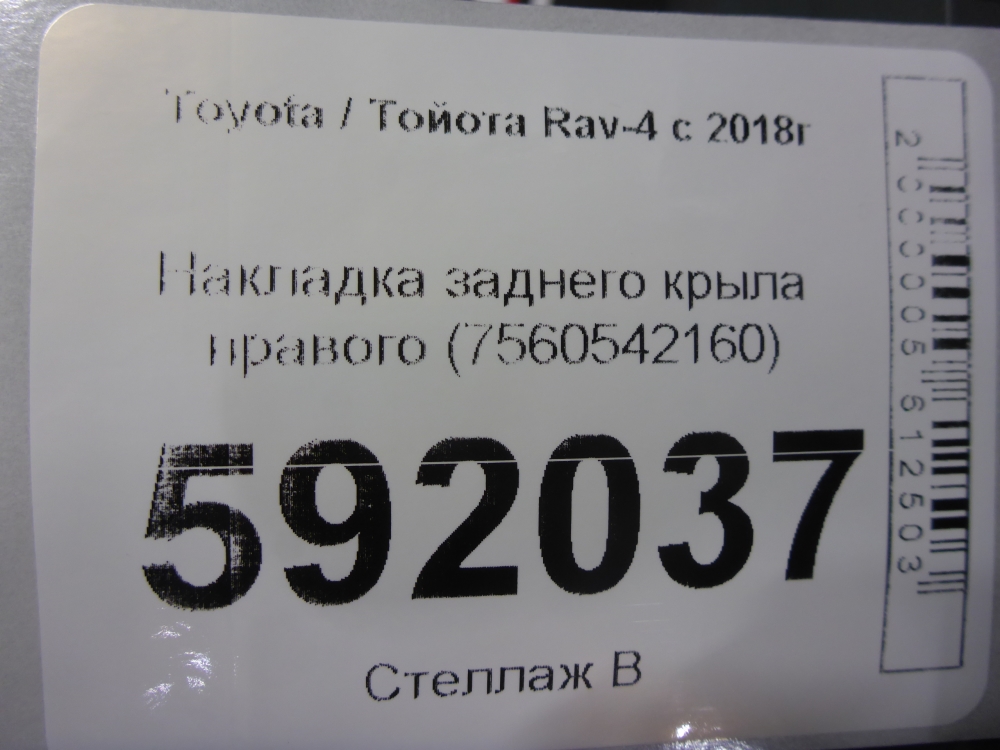 Toyota / Тойота Rav-4 с 2018г
Накладка заднего крыла
правого (7560542160)
592037
Стеллаж В
2000005612503